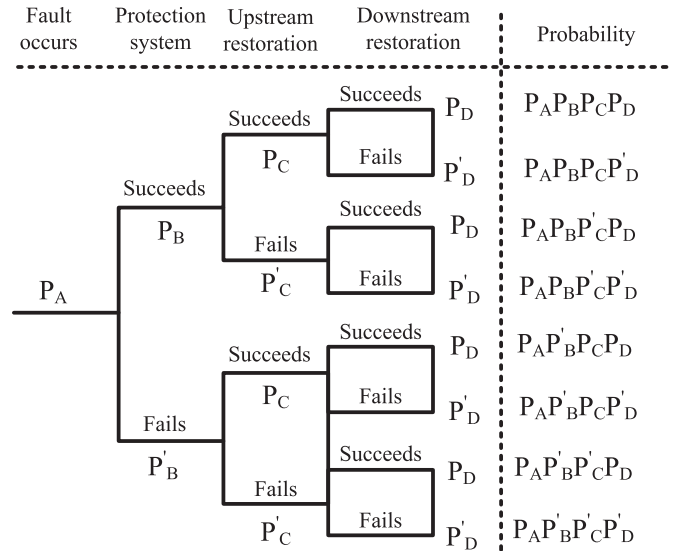 Fault occurs
Protection system
Upstream restoration
Downstream restoration
Probability
Succeeds
P_D
P_AP_BP_CP_D
Succeeds
P_C
Fails
P'_D
P_AP_BP_CP'_D
Succeeds
P_B
Succeeds
P_D
P_AP_BP'_CP_D
Fails
P'_C
Fails
P'_D
P_AP_BP'_CP'_D
P_A
Succeeds
P_D
P_AP'_BP_CP_D
Succeeds
P_C
Fails
P'_D
P_AP'_BP_CP'_D
Fails
P'_B
Succeeds
P_D
P_AP'_BP'_CP_D
Fails
P'_C
Fails
P'_D
P_AP'_BP'_CP'_D